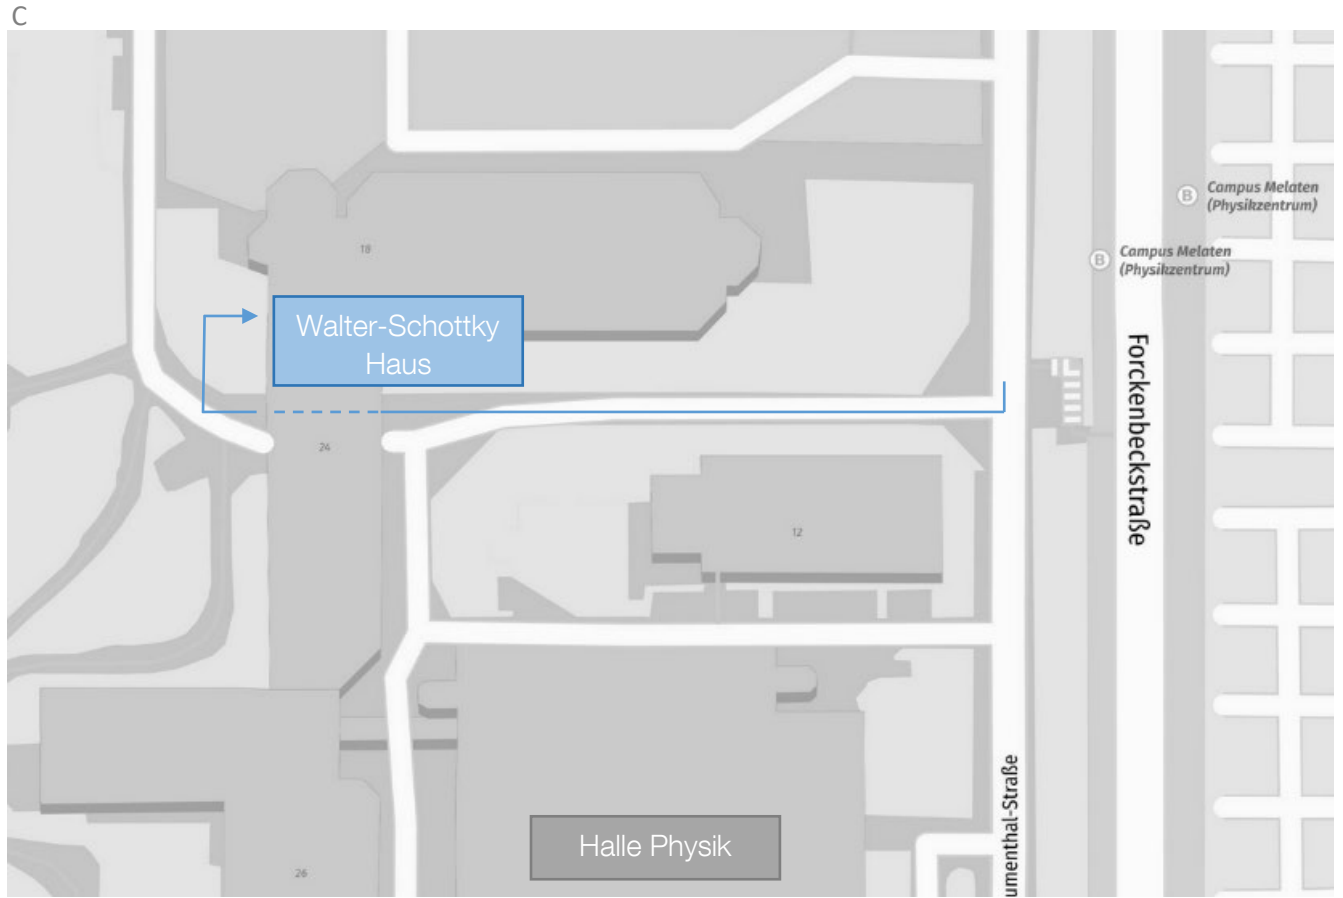 C
Campus Melaten
(Physikzentrum)
B
Campus Melaten
(Physikzentrum)
B
18
Walter-Schottky
Haus
Forckenbeckstraße
24
12
umenthal-Straße
Halle Physik
26